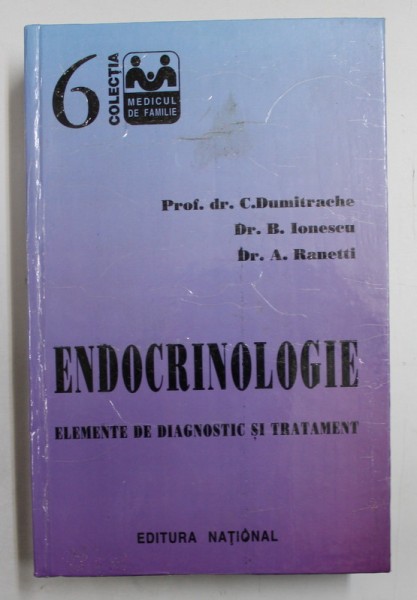 6
COLECȚIA
MEDICUL
DE FAMILIE
Prof. dr. C.Dumitrache
Dr. B. Ionescu
Dr. A. Ranetti
ENDOCRINOLOGIE
ELEMENTE DE DIAGNOSTIC ȘI TRATAMENT
EDITURA NAȚIONAL